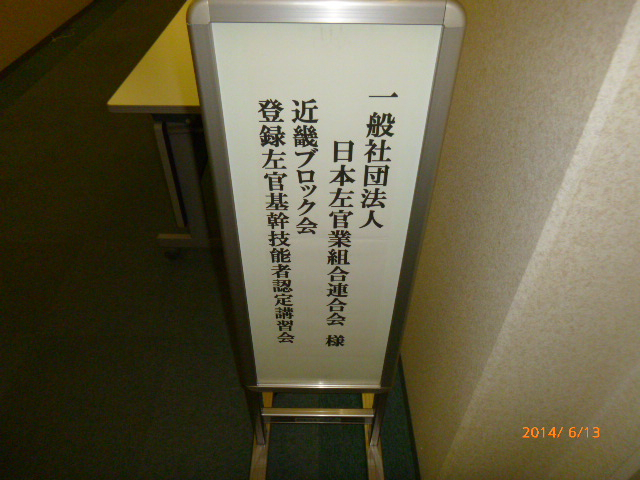 一般社団法人
日本左官業組合連合会 様
近畿ブロック会
登録左官基幹技能者認定講習会
2014/ 6/13